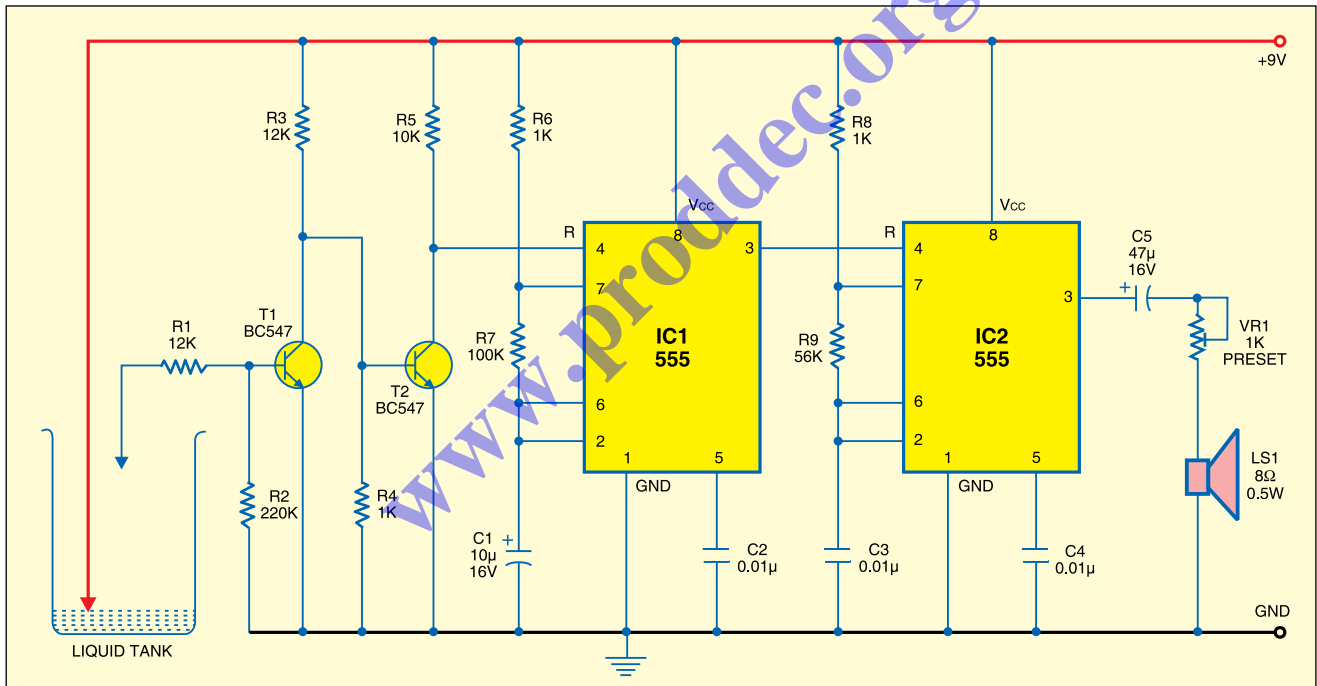 +9V
R3
12K
R5
10K
R6
1K
R8
1K
VCC
8
R
4
3
7
IC1
555
6
2
1
5
GND
VCC
8
R
4
7
3
IC2
555
6
2
1
5
GND
C5
47µ
16V
+
VR1
1K
PRESET
T1
BC547
R1
12K
R7
100K
R9
56K
T2
BC547
R2
220K
R4
1K
C1
10µ
16V
+
C2
0.01µ
C3
0.01µ
C4
0.01µ
LS1
8Ω
0.5W
GND
LIQUID TANK
www.proddec.org